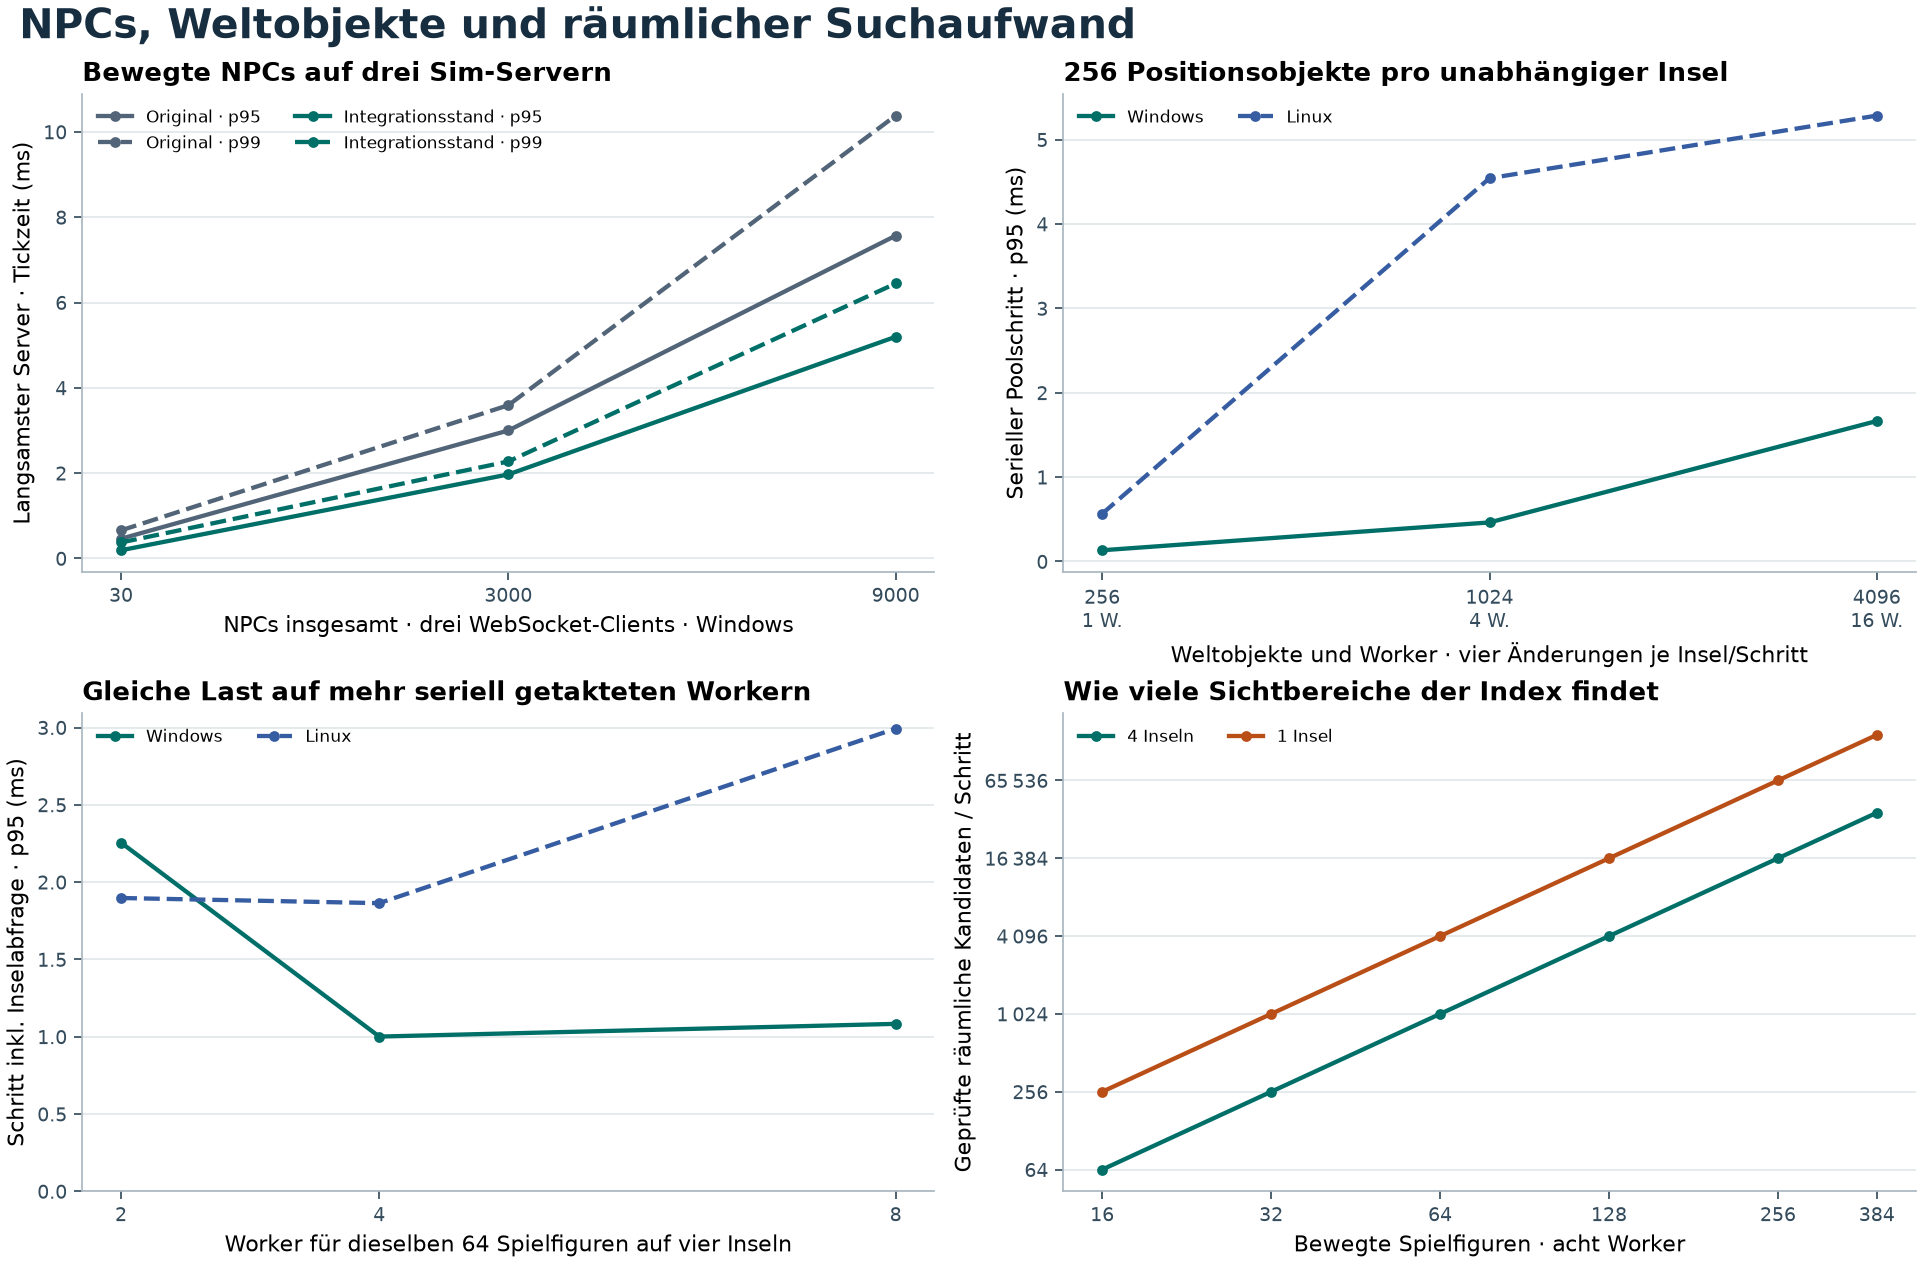 NPCs, Weltobjekte und räumlicher Suchaufwand
Bewegte NPCs auf drei Sim-Servern
Original · p95
Original · p99
Integrationsstand · p95
Integrationsstand · p99
Langsamster Server · Tickzeit (ms)
10
8
6
4
2
0
30
3000
9000
NPCs insgesamt · drei WebSocket-Clients · Windows
256 Positionsobjekte pro unabhängiger Insel
Windows
Linux
Serieller Poolschritt · p95 (ms)
5
4
3
2
1
0
256
1 W.
1024
4 W.
4096
16 W.
Weltobjekte und Worker · vier Änderungen je Insel/Schritt
Gleiche Last auf mehr seriell getakteten Workern
Windows
Linux
Schritt inkl. Inselabfrage · p95 (ms)
3.0
2.5
2.0
1.5
1.0
0.5
0.0
2
4
8
Worker für dieselben 64 Spielfiguren auf vier Inseln
Wie viele Sichtbereiche der Index findet
4 Inseln
1 Insel
Geprüfte räumliche Kandidaten / Schritt
65 536
16 384
4 096
1 024
256
64
16
32
64
128
256
384
Bewegte Spielfiguren · acht Worker